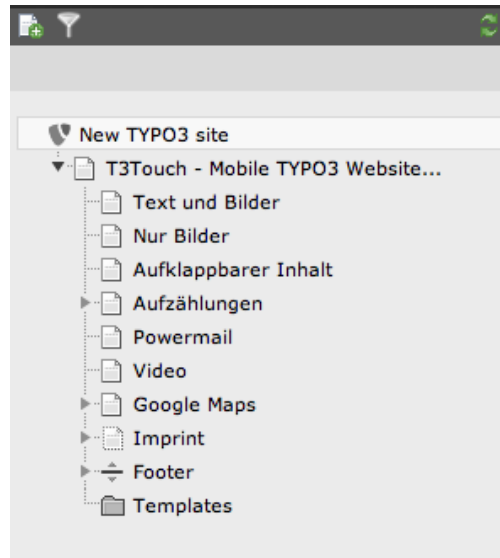 New TYPO3 site
T3Touch - Mobile TYPO3 Website...
Text und Bilder
Nur Bilder
Aufklappbarer Inhalt
Aufzählungen
Powermail
Video
Google Maps
Imprint
Footer
Templates